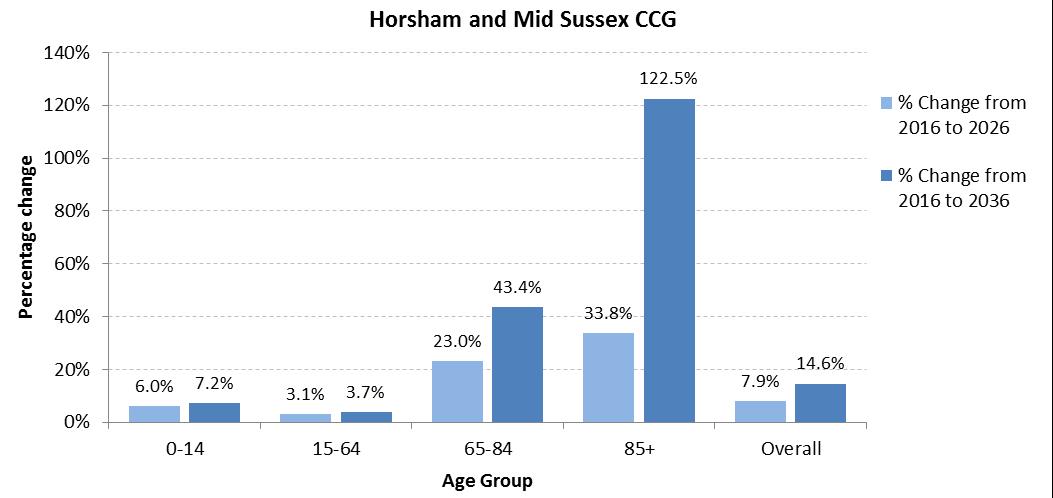 Horsham and Mid Sussex CCG
140%
120%
100%
80%
60%
40%
20%
0%
Percentage change
6.0%
7.2%
3.1%
3.7%
23.0%
43.4%
33.8%
122.5%
7.9%
14.6%
0-14
15-64
65-84
85+
Overall
Age Group
% Change from
2016 to 2026
% Change from
2016 to 2036